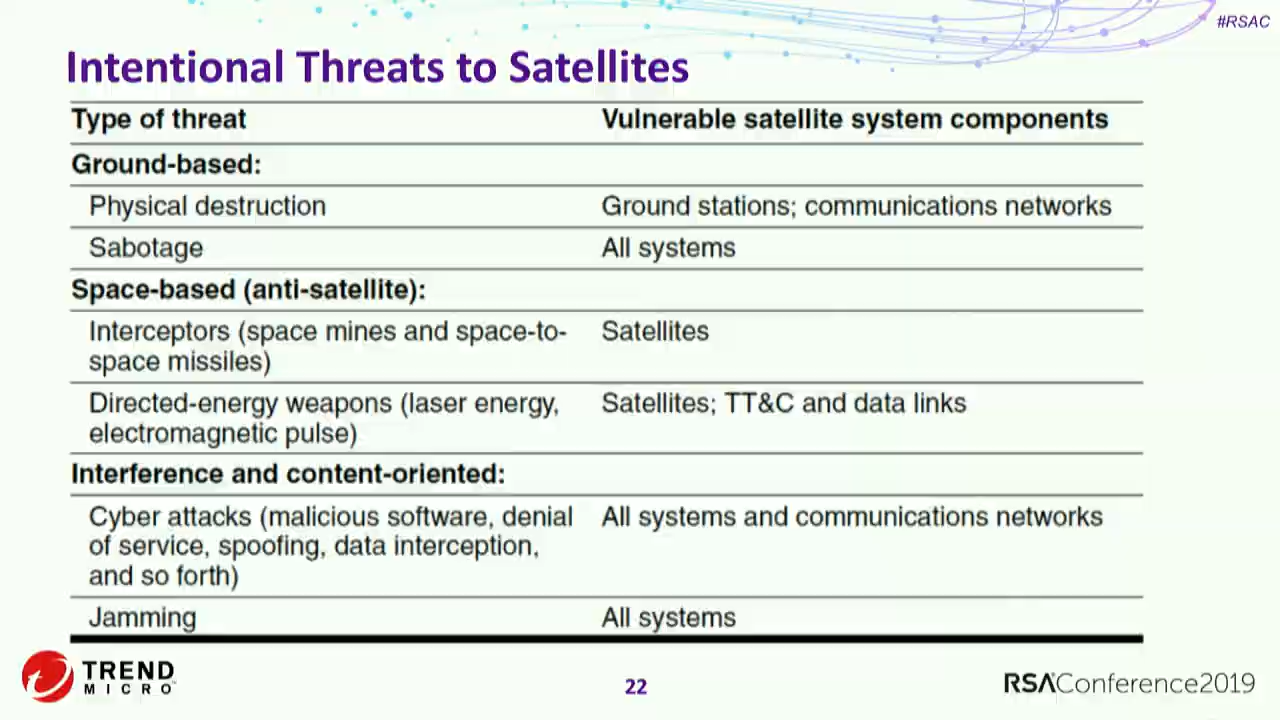 #RSAC
Intentional Threats to Satellites
Type of threat Vulnerable satellite system components
Ground-based:
Physical destruction Ground stations; communications networks
Sabotage All systems
Space-based (anti-satellite):
Interceptors (space mines and space-to- Satellites
space missiles)
Directed-energy weapons (laser energy, Satellites; TT&C and data links
electromagnetic pulse)
Interference and content-oriented:
Cyber attacks (malicious software, denial All systems and communications networks
of service, spoofing, data interception,
and so forth)
Jamming All systems
TREND
MICRO™
22
RSAConference2019